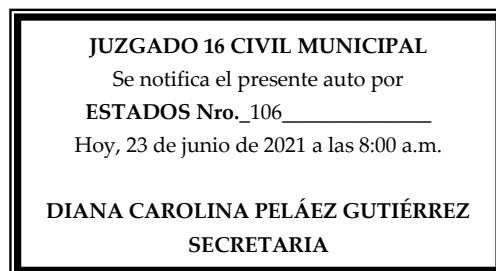 JUZGADO 16 CIVIL MUNICIPAL
Se notifica el presente auto por
ESTADOS Nro._106______________
Hoy, 23 de junio de 2021 a las 8:00 a.m.
DIANA CAROLINA PELÁEZ GUTIÉRREZ
SECRETARIA